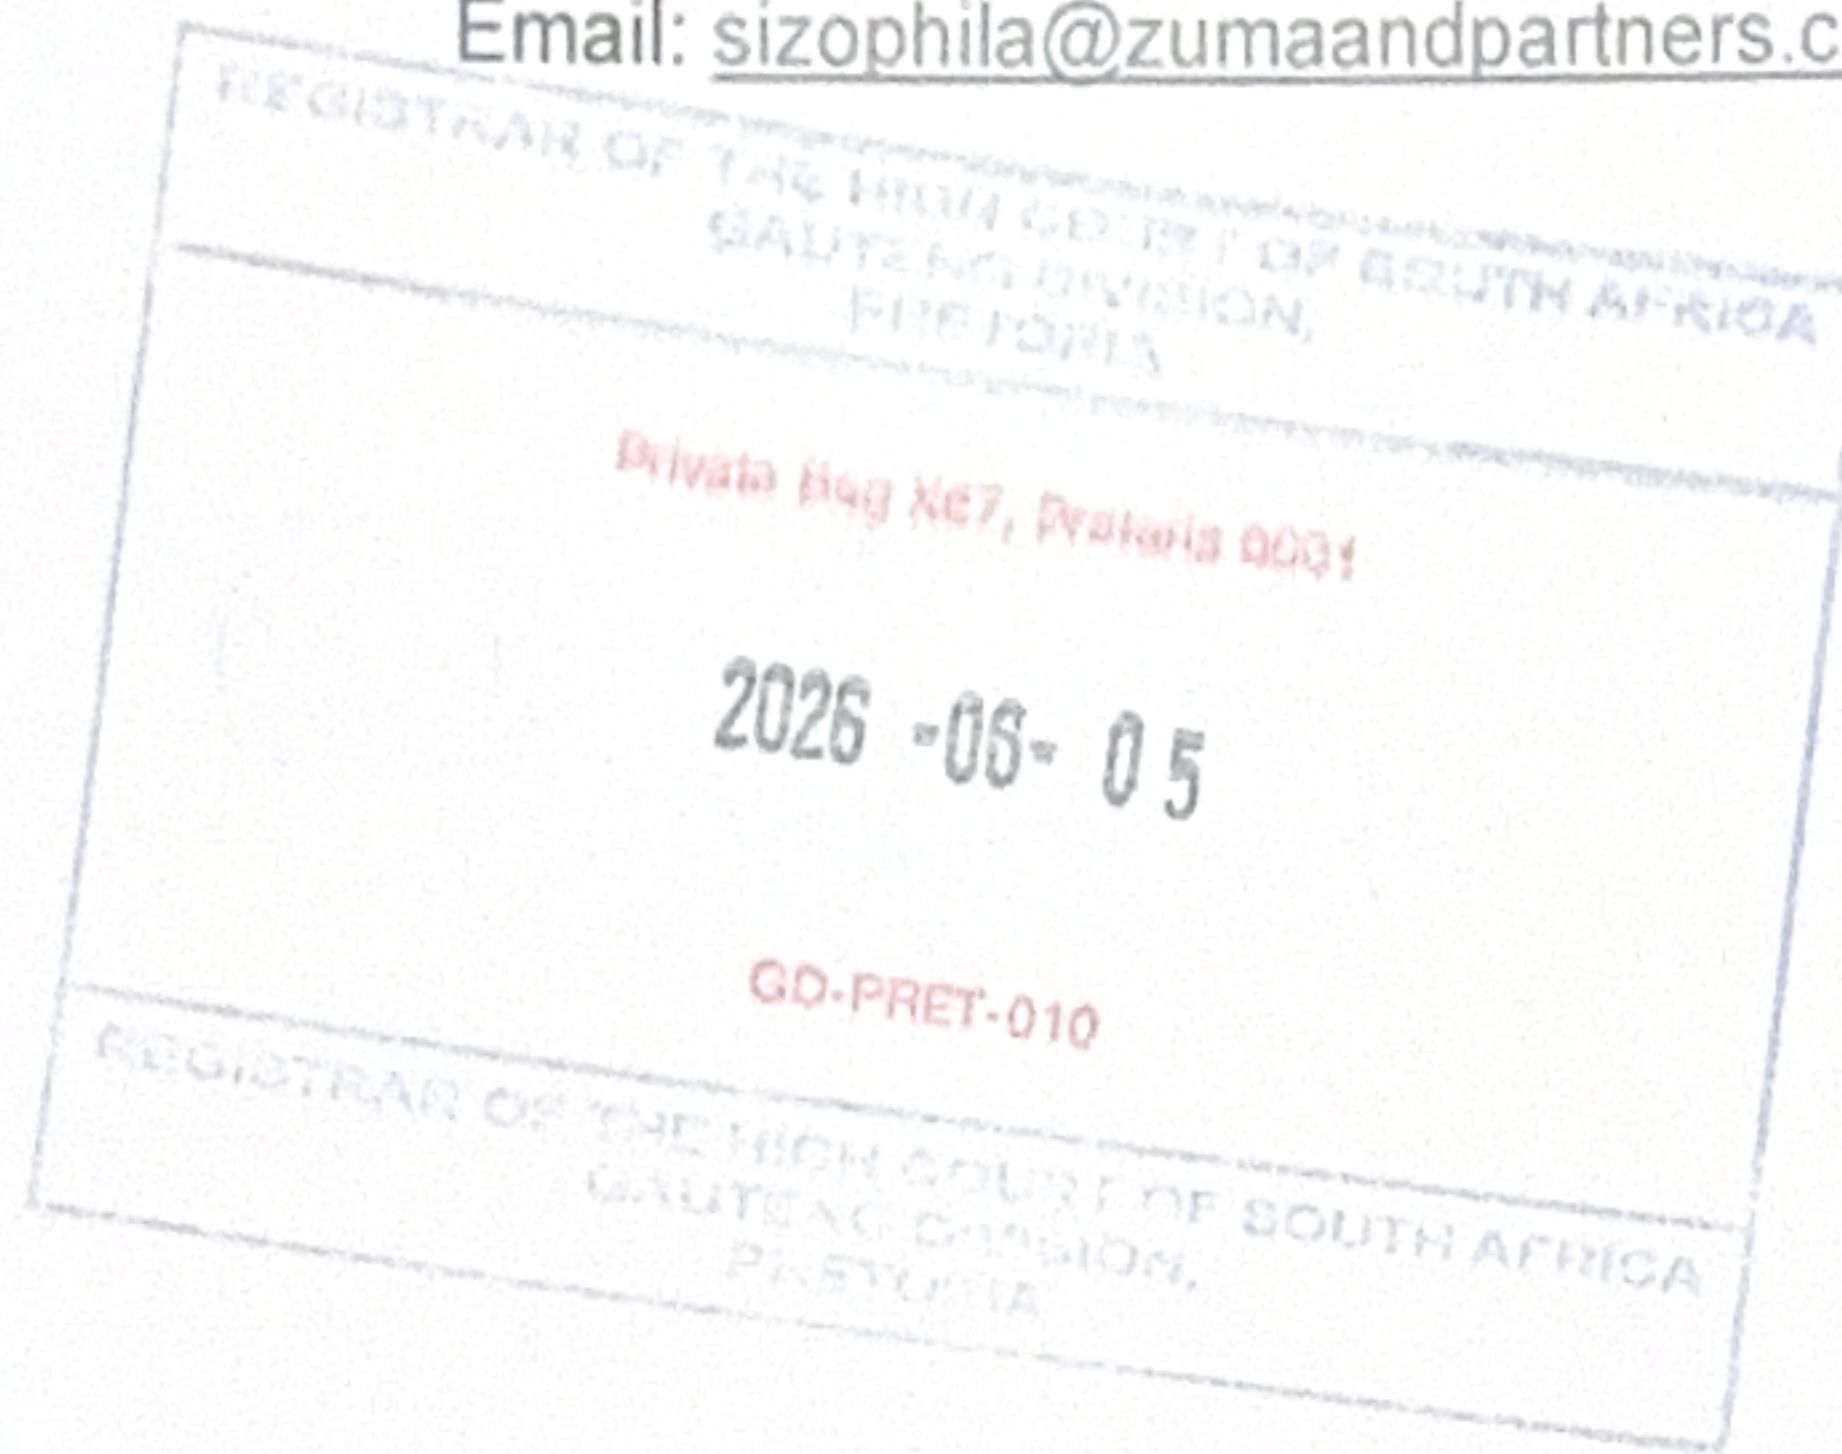 Email: sizophila@zumaandpartners.c
REGISTRAR OF THE HIGH COURT OF SOUTH AFRICA
GAUTENG DIVISION,
PRETORIA
Private Bag X67, Pretoria 0001
2026 -06- 05
GD-PRET-010
REGISTRAR OF THE HIGH COURT OF SOUTH AFRICA
GAUTENG DIVISION,
PRETORIA